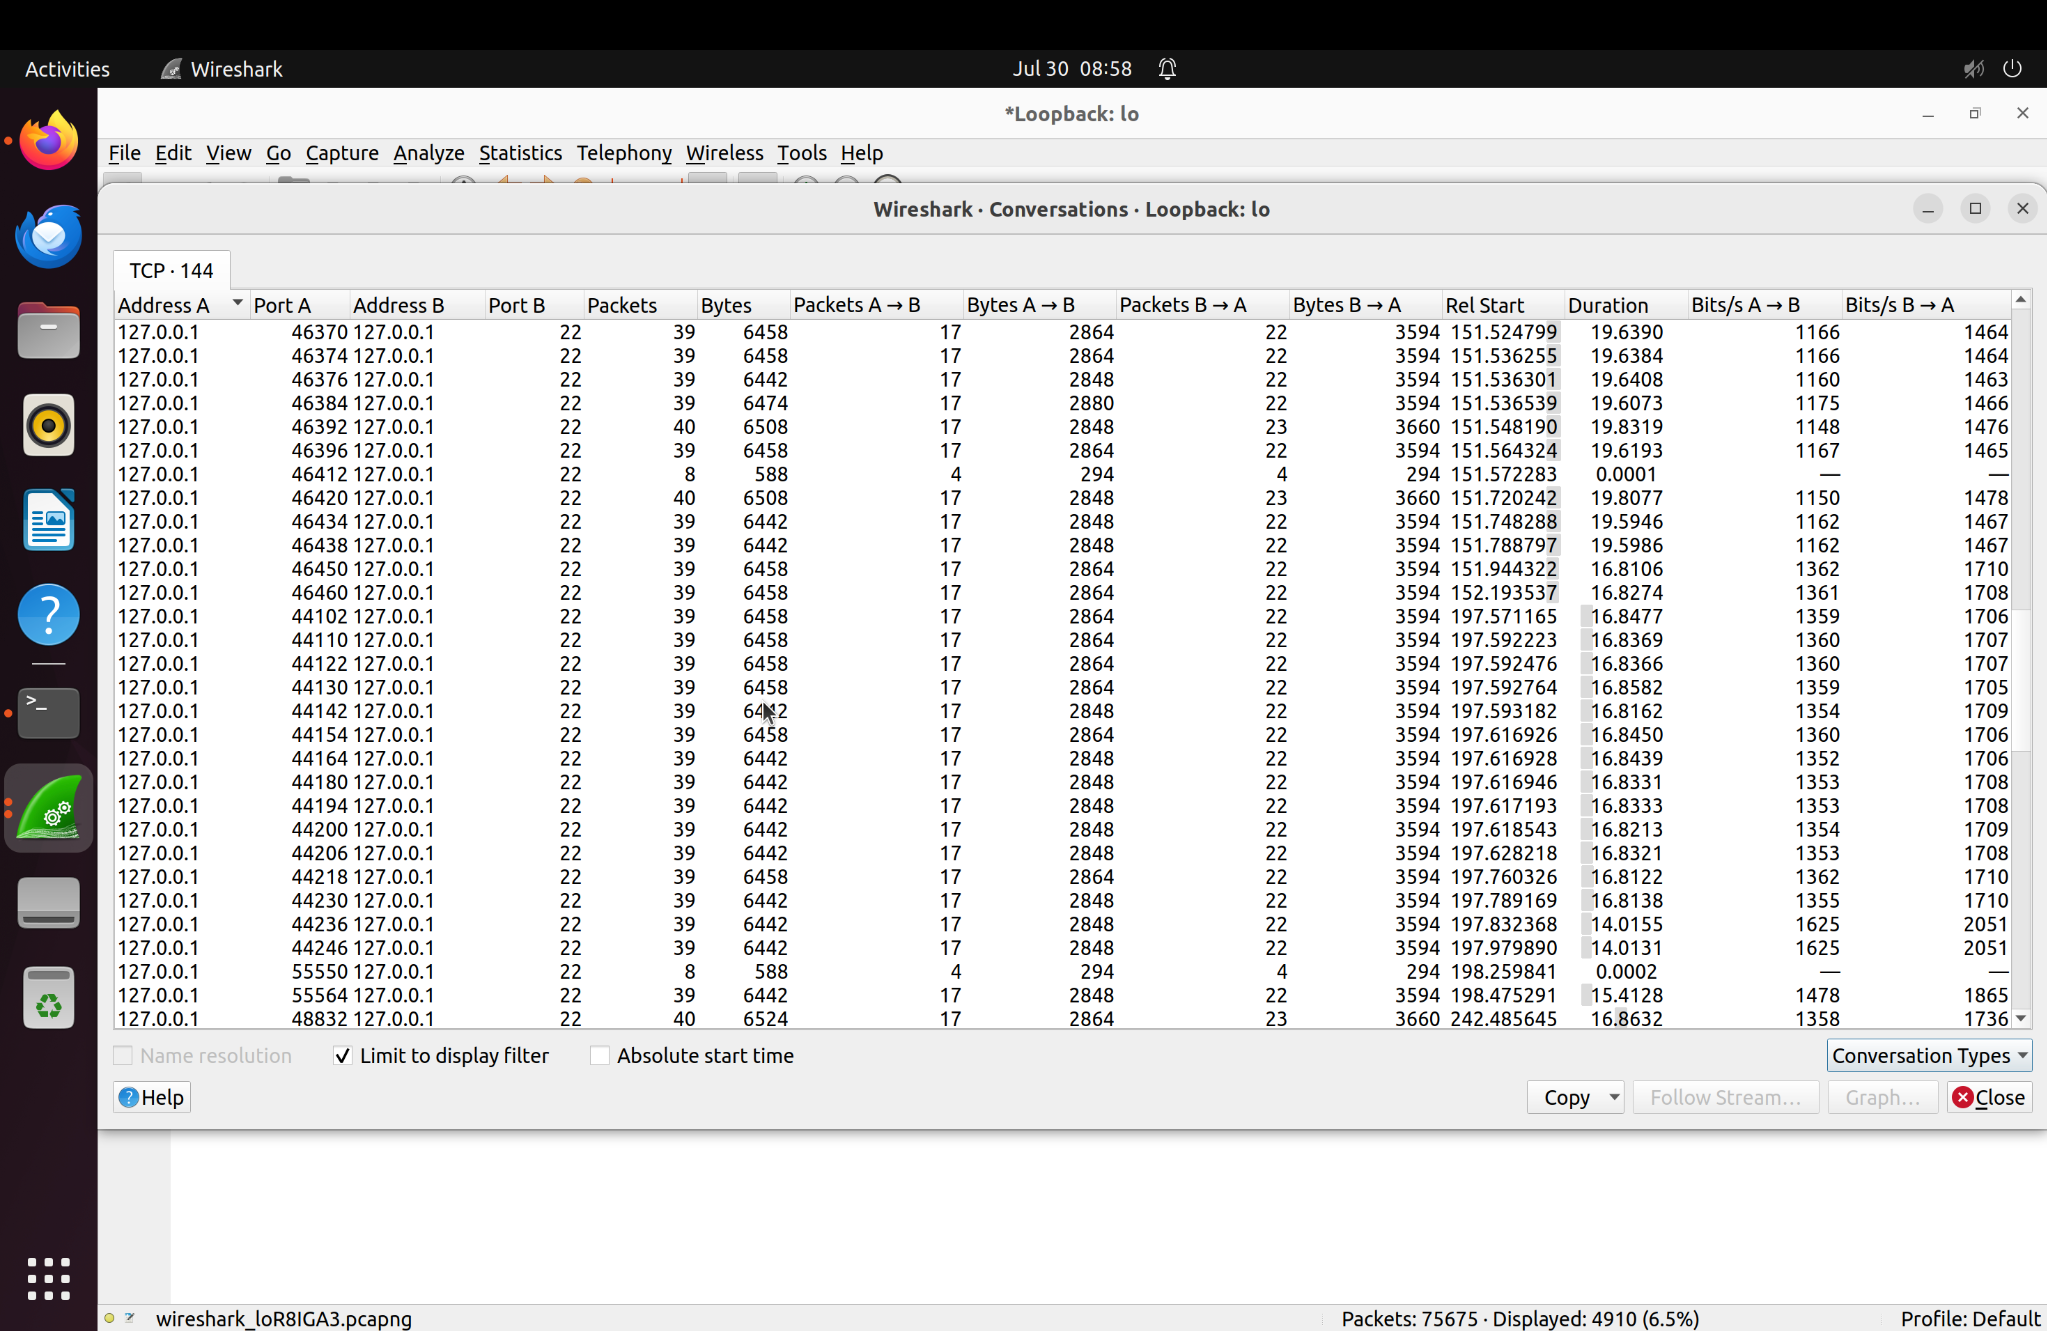 Activities Wireshark Jul 30 08:58
*Loopback: lo
File Edit View Go Capture Analyze Statistics Telephony Wireless Tools Help
Wireshark · Conversations · Loopback: lo
TCP · 144
Address A Port A Address B Port B Packets Bytes Packets A → B Bytes A → B Packets B → A Bytes B → A Rel Start Duration Bits/s A → B Bits/s B → A
127.0.0.1 46370 127.0.0.1 22 39 6458 17 2864 22 3594 151.524799 19.6390 1166 1464
127.0.0.1 46374 127.0.0.1 22 39 6458 17 2864 22 3594 151.536255 19.6384 1166 1464
127.0.0.1 46376 127.0.0.1 22 39 6442 17 2848 22 3594 151.536301 19.6408 1160 1463
127.0.0.1 46384 127.0.0.1 22 39 6474 17 2880 22 3594 151.536539 19.6073 1175 1466
127.0.0.1 46392 127.0.0.1 22 40 6508 17 2848 23 3660 151.548190 19.8319 1148 1476
127.0.0.1 46396 127.0.0.1 22 39 6458 17 2864 22 3594 151.564324 19.6193 1167 1465
127.0.0.1 46412 127.0.0.1 22 8 588 4 294 4 294 151.572283 0.0001 — —
127.0.0.1 46420 127.0.0.1 22 40 6508 17 2848 23 3660 151.720242 19.8077 1150 1478
127.0.0.1 46434 127.0.0.1 22 39 6442 17 2848 22 3594 151.748288 19.5946 1162 1467
127.0.0.1 46438 127.0.0.1 22 39 6442 17 2848 22 3594 151.788797 19.5986 1162 1467
127.0.0.1 46450 127.0.0.1 22 39 6458 17 2864 22 3594 151.944322 16.8106 1362 1710
127.0.0.1 46460 127.0.0.1 22 39 6458 17 2864 22 3594 152.193537 16.8274 1361 1708
127.0.0.1 44102 127.0.0.1 22 39 6458 17 2864 22 3594 197.571165 16.8477 1359 1706
127.0.0.1 44110 127.0.0.1 22 39 6458 17 2864 22 3594 197.592223 16.8369 1360 1707
127.0.0.1 44122 127.0.0.1 22 39 6458 17 2864 22 3594 197.592476 16.8366 1360 1707
127.0.0.1 44130 127.0.0.1 22 39 6458 17 2864 22 3594 197.592764 16.8582 1359 1705
127.0.0.1 44142 127.0.0.1 22 39 6442 17 2848 22 3594 197.593182 16.8162 1354 1709
127.0.0.1 44154 127.0.0.1 22 39 6458 17 2864 22 3594 197.616926 16.8450 1360 1706
127.0.0.1 44164 127.0.0.1 22 39 6442 17 2848 22 3594 197.616928 16.8439 1352 1706
127.0.0.1 44180 127.0.0.1 22 39 6442 17 2848 22 3594 197.616946 16.8331 1353 1708
127.0.0.1 44194 127.0.0.1 22 39 6442 17 2848 22 3594 197.617193 16.8333 1353 1708
127.0.0.1 44200 127.0.0.1 22 39 6442 17 2848 22 3594 197.618543 16.8213 1354 1709
127.0.0.1 44206 127.0.0.1 22 39 6442 17 2848 22 3594 197.628218 16.8321 1353 1708
127.0.0.1 44218 127.0.0.1 22 39 6458 17 2864 22 3594 197.760326 16.8122 1362 1710
127.0.0.1 44230 127.0.0.1 22 39 6442 17 2848 22 3594 197.789169 16.8138 1355 1710
127.0.0.1 44236 127.0.0.1 22 39 6442 17 2848 22 3594 197.832368 14.0155 1625 2051
127.0.0.1 44246 127.0.0.1 22 39 6442 17 2848 22 3594 197.979890 14.0131 1625 2051
127.0.0.1 55550 127.0.0.1 22 8 588 4 294 4 294 198.259841 0.0002 — —
127.0.0.1 55564 127.0.0.1 22 39 6442 17 2848 22 3594 198.475291 15.4128 1478 1865
127.0.0.1 48832 127.0.0.1 22 40 6524 17 2864 23 3660 242.485645 16.8632 1358 1736
Name resolution Limit to display filter Absolute start time Conversation Types
Help Copy Follow Stream... Graph... Close
wireshark_loR8IGA3.pcapng Packets: 75675 · Displayed: 4910 (6.5%) Profile: Default